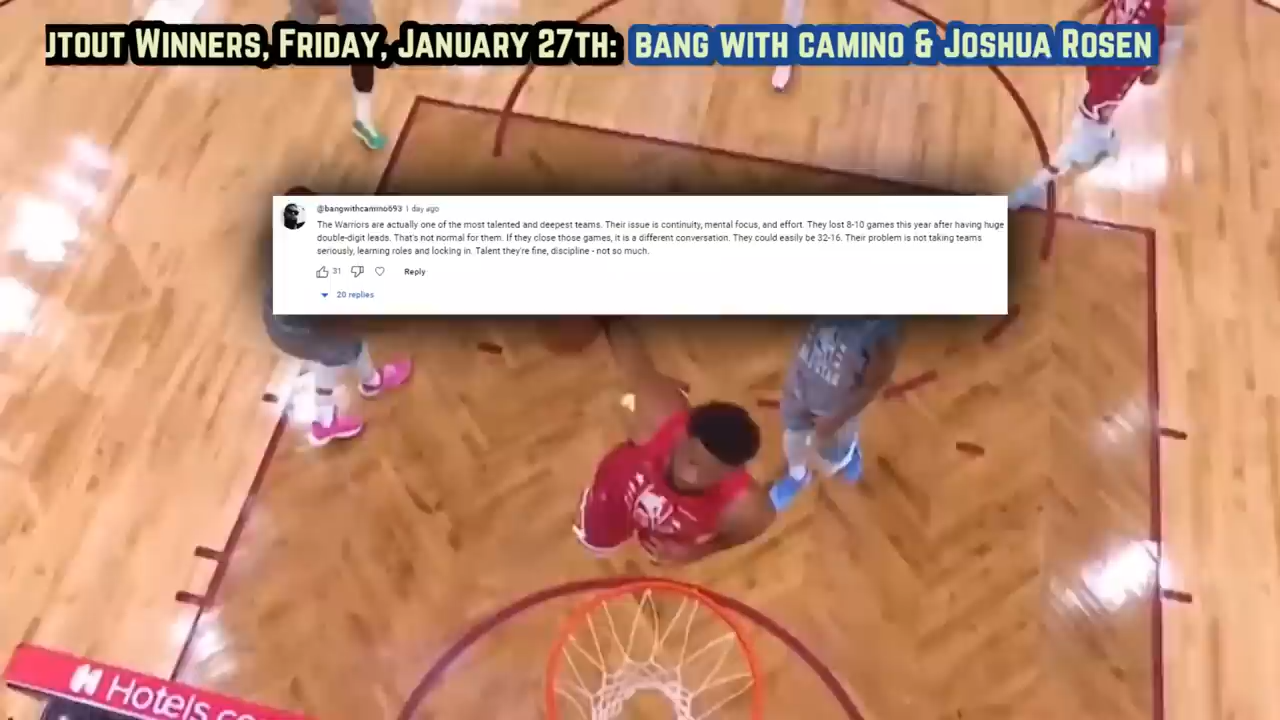 UTOUT WINNERS, FRIDAY, JANUARY 27TH: BANG WITH CAMINO & JOSHUA ROSEN
@bangwithcamino693 1 day ago
The Warriors are actually one of the most talented and deepest teams. Their issue is continuity, mental focus, and effort. They lost 8-10 games this year after having huge
double-digit leads. That's not normal for them. If they close those games, it is a different conversation. They could easily be 32-16. Their problem is not taking teams
seriously, learning roles and locking in. Talent they're fine, discipline - not so much.
31 Reply
20 replies
H Hotels.co